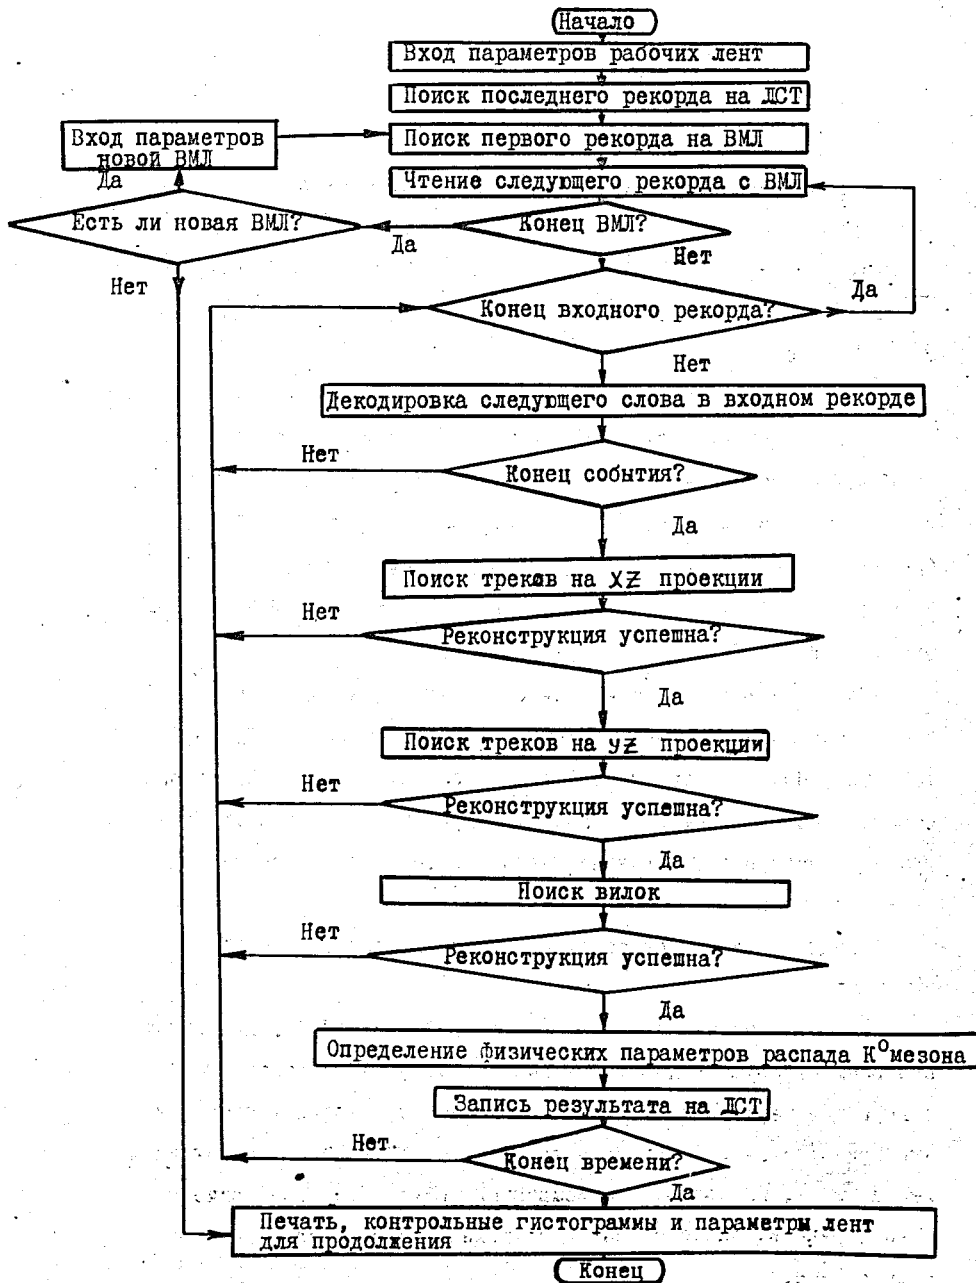 Начало
Вход параметров рабочих лент
Поиск последнего рекорда на ЛСТ
Вход параметров
новой ВМЛ
Поиск первого рекорда на ВМЛ
Да
Чтение следующего рекорда с ВМЛ
Есть ли новая ВМЛ?
Конец ВМЛ?
Да
Нет
Нет
Конец входного рекорда?
Да
Нет
Декодировка следующего слова в входном рекорде
Нет
Конец события?
Да
Поиск треков на XZ проекции
Нет
Реконструкция успешна?
Да
Поиск треков на YZ проекции
Нет
Реконструкция успешна?
Да
Поиск вилок
Нет
Реконструкция успешна?
Да
Определение физических параметров распада К⁰мезона
Запись результата на ЛСТ
Нет.
Конец времени?
Да
Печать, контрольные гистограммы и параметры лент
для продолжения
Конец